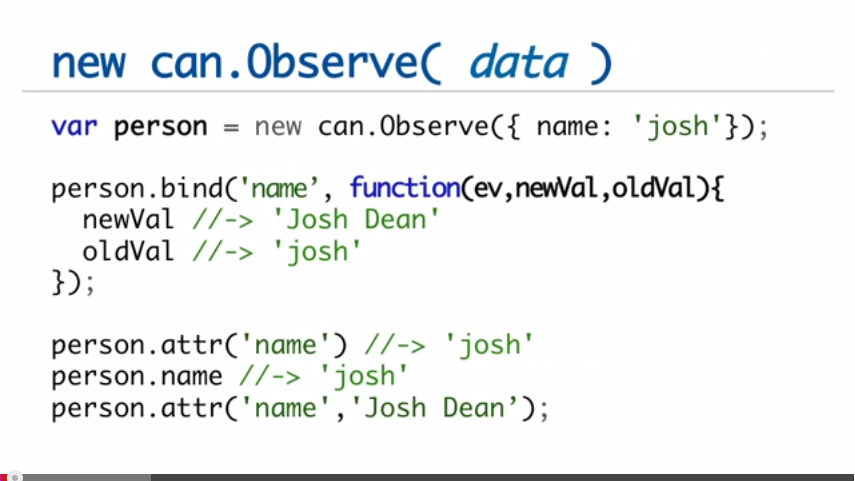 new can.Observe( data )
var person = new can.Observe({ name: 'josh'});
person.bind('name’, function(ev,newVal,oldVal){
newVal //-> 'Josh Dean'
oldVal //-> 'josh'
});
person.attr('name') //-> 'josh'
person.name //-> 'josh'
person.attr('name','Josh Dean’);